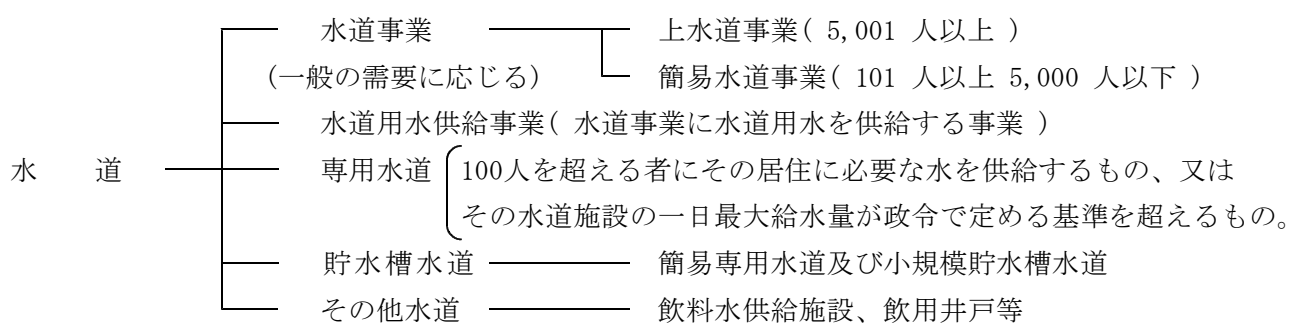 水道事業 上水道事業( 5,001 人以上 )
(一般の需要に応じる) 簡易水道事業( 101 人以上 5,000 人以下 )
水道用水供給事業( 水道事業に水道用水を供給する事業 )
水 道 専用水道 100人を超える者にその居住に必要な水を供給するもの、又は
その水道施設の一日最大給水量が政令で定める基準を超えるもの。
貯水槽水道 簡易専用水道及び小規模貯水槽水道
その他水道 飲料水供給施設、飲用井戸等